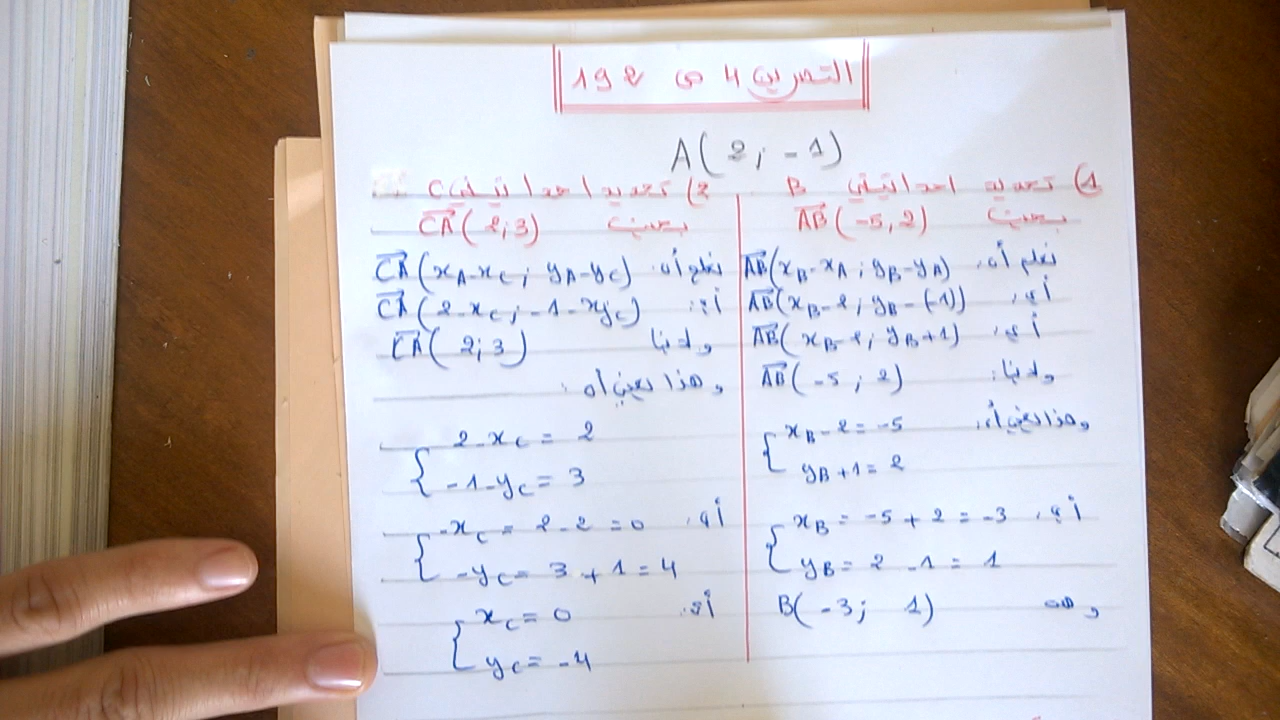 التمرين 4 ص 192
A(2; -1)
1) تحديد احداثيتي B
بحيث AB(-5, 2)
نعلم أن: AB(xB-xA; yB-yA)
أي: AB(xB-2; yB-(-1))
أي: AB(xB-2; yB+1)
ولدينا: AB(-5; 2)
وهذا يعني أن:
xB-2=-5
yB+1=2
أي: xB = -5+2 = -3
yB = 2-1 = 1
ومنه B(-3; 1)
2) تحديد احداثيتي C
بحيث CA(2;3)
نعلم أن: CA(xA-xC; yA-yC)
أي: CA(2-xC; -1-yC)
ولدينا CA(2;3)
وهذا يعني أن:
2-xC = 2
-1-yC = 3
أي: -xC = 2-2 = 0
-yC = 3+1 = 4
أي: xC = 0
yC = -4